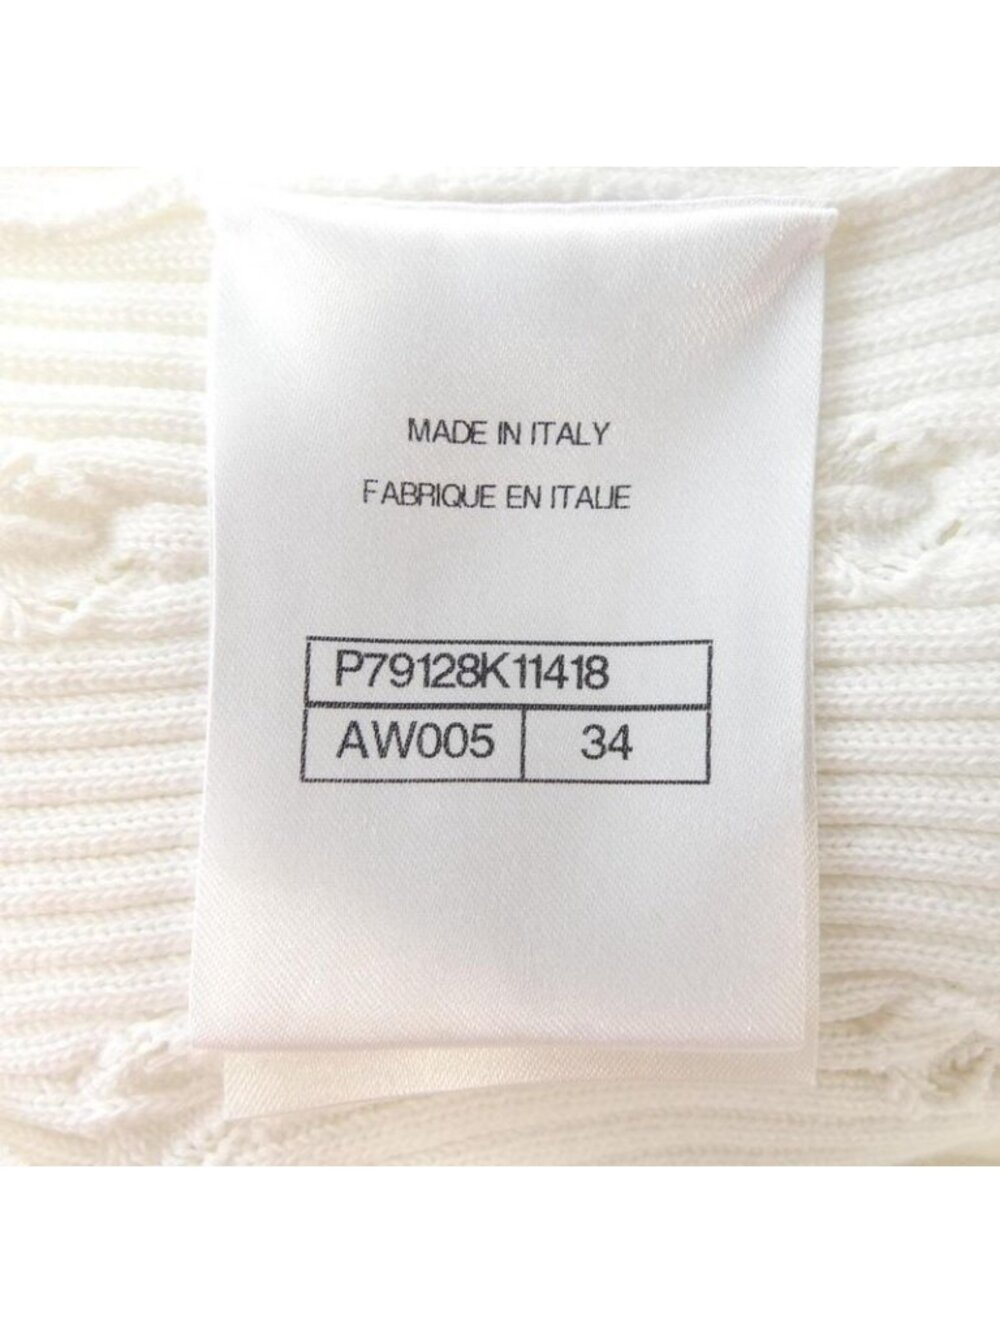 MADE IN ITALY
FABRIQUE EN ITALIE
P79128K11418
AW005 34